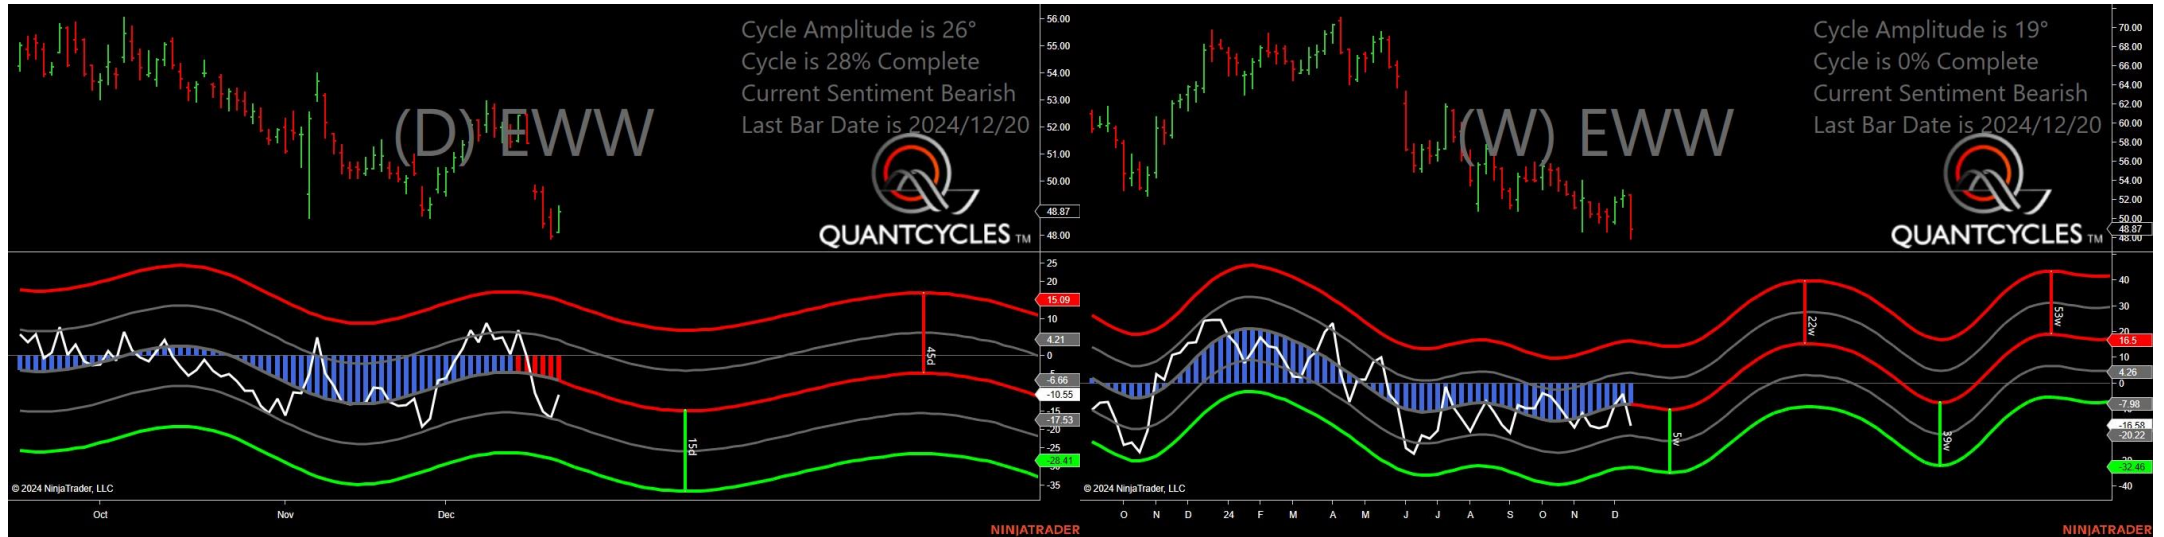 Cycle Amplitude is 26°
Cycle is 28% Complete
Current Sentiment Bearish
Last Bar Date is 2024/12/20
(D) EWW
QUANTCYCLES TM
56.00
55.00
54.00
53.00
52.00
51.00
50.00
48.87
48.00
25
20
15.09
10
4.21
0
-6.66
-10.55
-15
-17.53
-20
-25
-28.41
-35
45d
15d
© 2024 NinjaTrader, LLC
Oct Nov Dec
NINJATRADER
Cycle Amplitude is 19°
Cycle is 0% Complete
Current Sentiment Bearish
Last Bar Date is 2024/12/20
(W) EWW
QUANTCYCLES TM
70.00
68.00
66.00
64.00
62.00
60.00
58.00
56.00
54.00
52.00
50.00
48.87
48.00
40
30
20
16.5
10
4.26
0
-7.98
-16.58
-20.22
-32.46
-40
5w
22w
39w
53w
© 2024 NinjaTrader, LLC
O N D 24 F M A M J J A S O N D
NINJATRADER